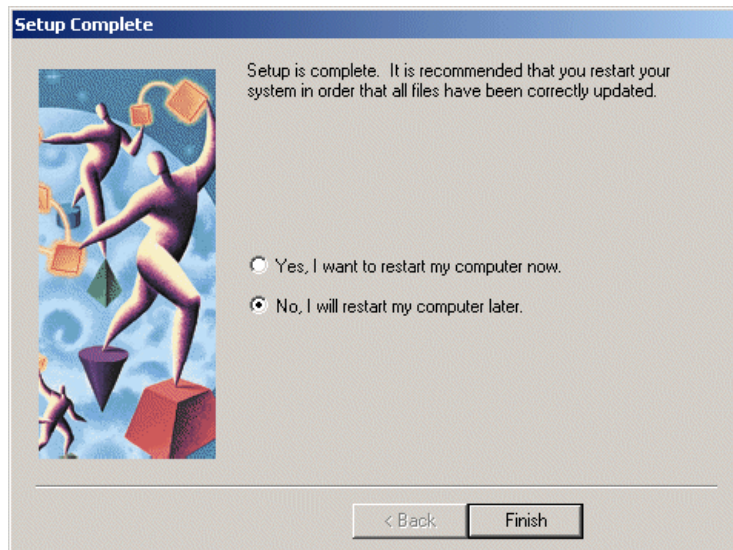 Setup Complete
Setup is complete.  It is recommended that you restart your
system in order that all files have been correctly updated.
Yes, I want to restart my computer now.
No, I will restart my computer later.
< Back
Finish